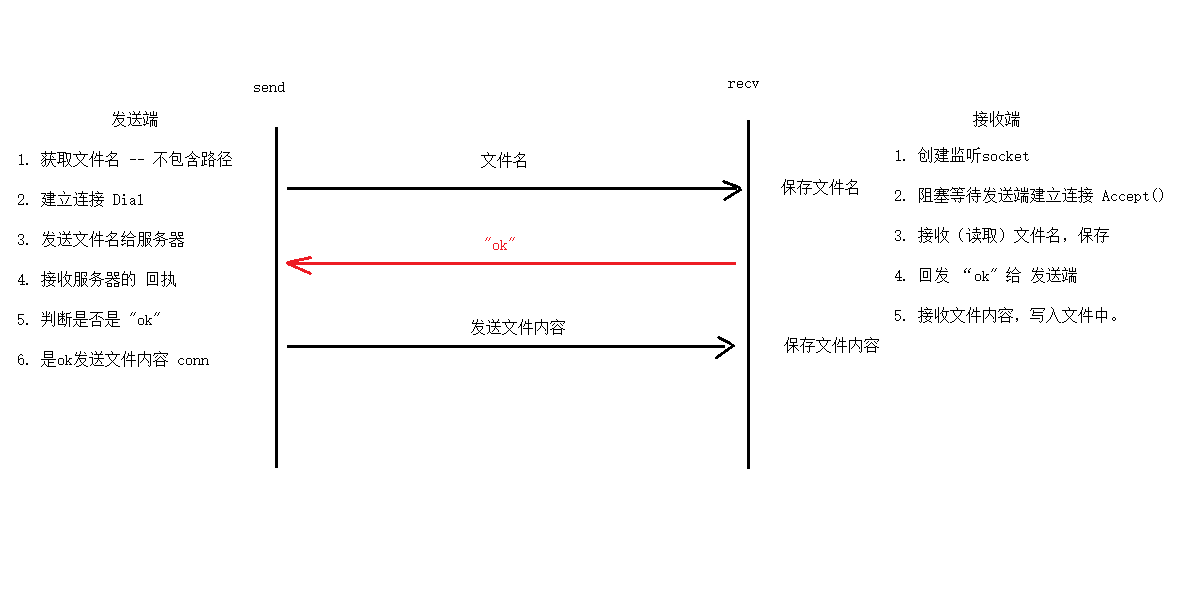 send
recv
发送端
接收端
1. 获取文件名 -- 不包含路径
2. 建立连接 Dial
3. 发送文件名给服务器
4. 接收服务器的 回执
5. 判断是否是 "ok"
6. 是ok发送文件内容 conn
文件名
"ok"
发送文件内容
保存文件名
保存文件内容
1. 创建监听socket
2. 阻塞等待发送端建立连接 Accept()
3. 接收（读取）文件名，保存
4. 回发 “ok" 给 发送端
5. 接收文件内容，写入文件中。